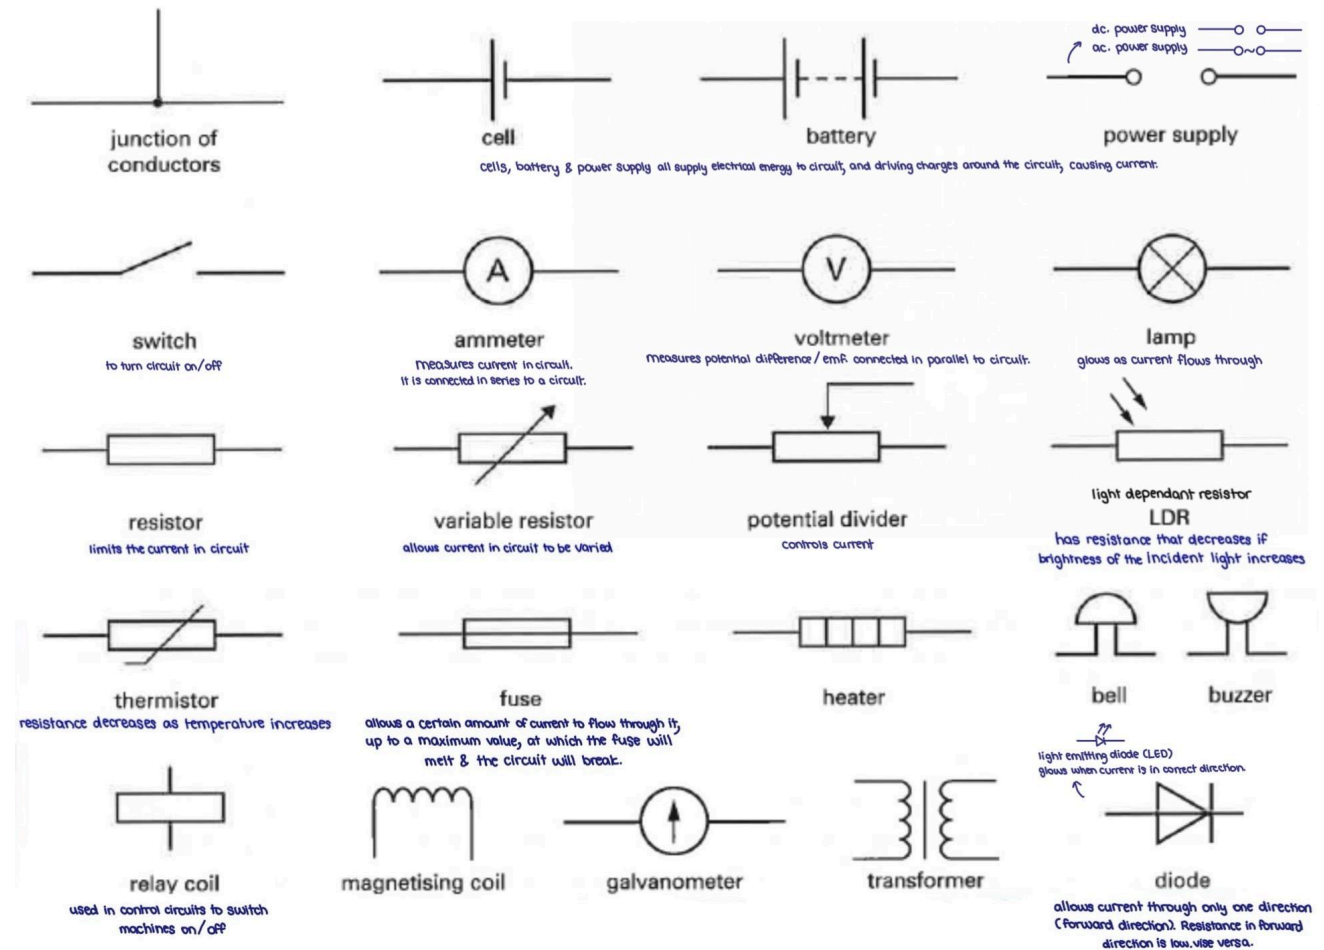 dc. power supply
ac. power supply
junction of
conductors
cell
battery
power supply
cells, battery & power supply all supply electrical energy to circuit, and driving charges around the circuit, causing current.
A
V
switch
to turn circuit on/off
ammeter
measures current in circuit.
it is connected in series to a circuit.
voltmeter
measures potential difference/emf. connected in parallel to circuit.
lamp
glows as current flows through
resistor
limits the current in circuit
variable resistor
allows current in circuit to be varied
potential divider
controls current
light dependant resistor
LDR
has resistance that decreases if
brightness of the incident light increases
thermistor
resistance decreases as temperature increases
fuse
allows a certain amount of current to flow through it,
up to a maximum value, at which the fuse will
melt & the circuit will break.
heater
bell
buzzer
light emitting diode (LED)
glows when current is in correct direction.
relay coil
used in control circuits to switch
machines on/off
magnetising coil
galvanometer
transformer
diode
allows current through only one direction
(forward direction). Resistance in forward
direction is low. vise versa.